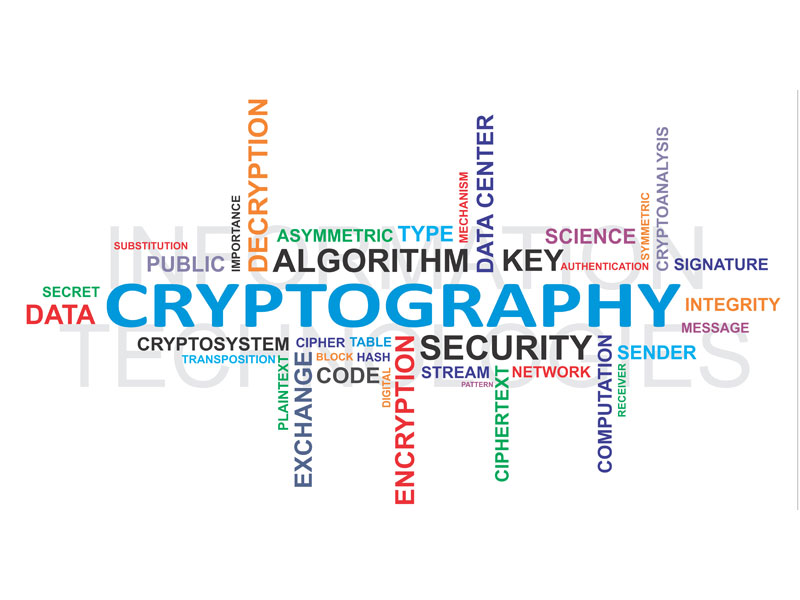 DECRYPTION
DATA CENTER
CRYPTOANALYSIS
MECHANISM
IMPORTANCE
SYMMETRIC
INFORMATION
ASYMMETRIC TYPE
SCIENCE
SUBSTITUTION
PUBLIC
ALGORITHM
KEY
AUTHENTICATION
SIGNATURE
SECRET
DATA
CRYPTOGRAPHY
INTEGRITY
MESSAGE
TECHNOLOGIES
CRYPTOSYSTEM
CIPHER TABLE
SECURITY
SENDER
TRANSPOSITION
BLOCK HASH
CODE
STREAM
NETWORK
PATTERN
PLAINTEXT
EXCHANGE
DIGITAL
ENCRYPTION
CIPHERTEXT
COMPUTATION
RECEIVER